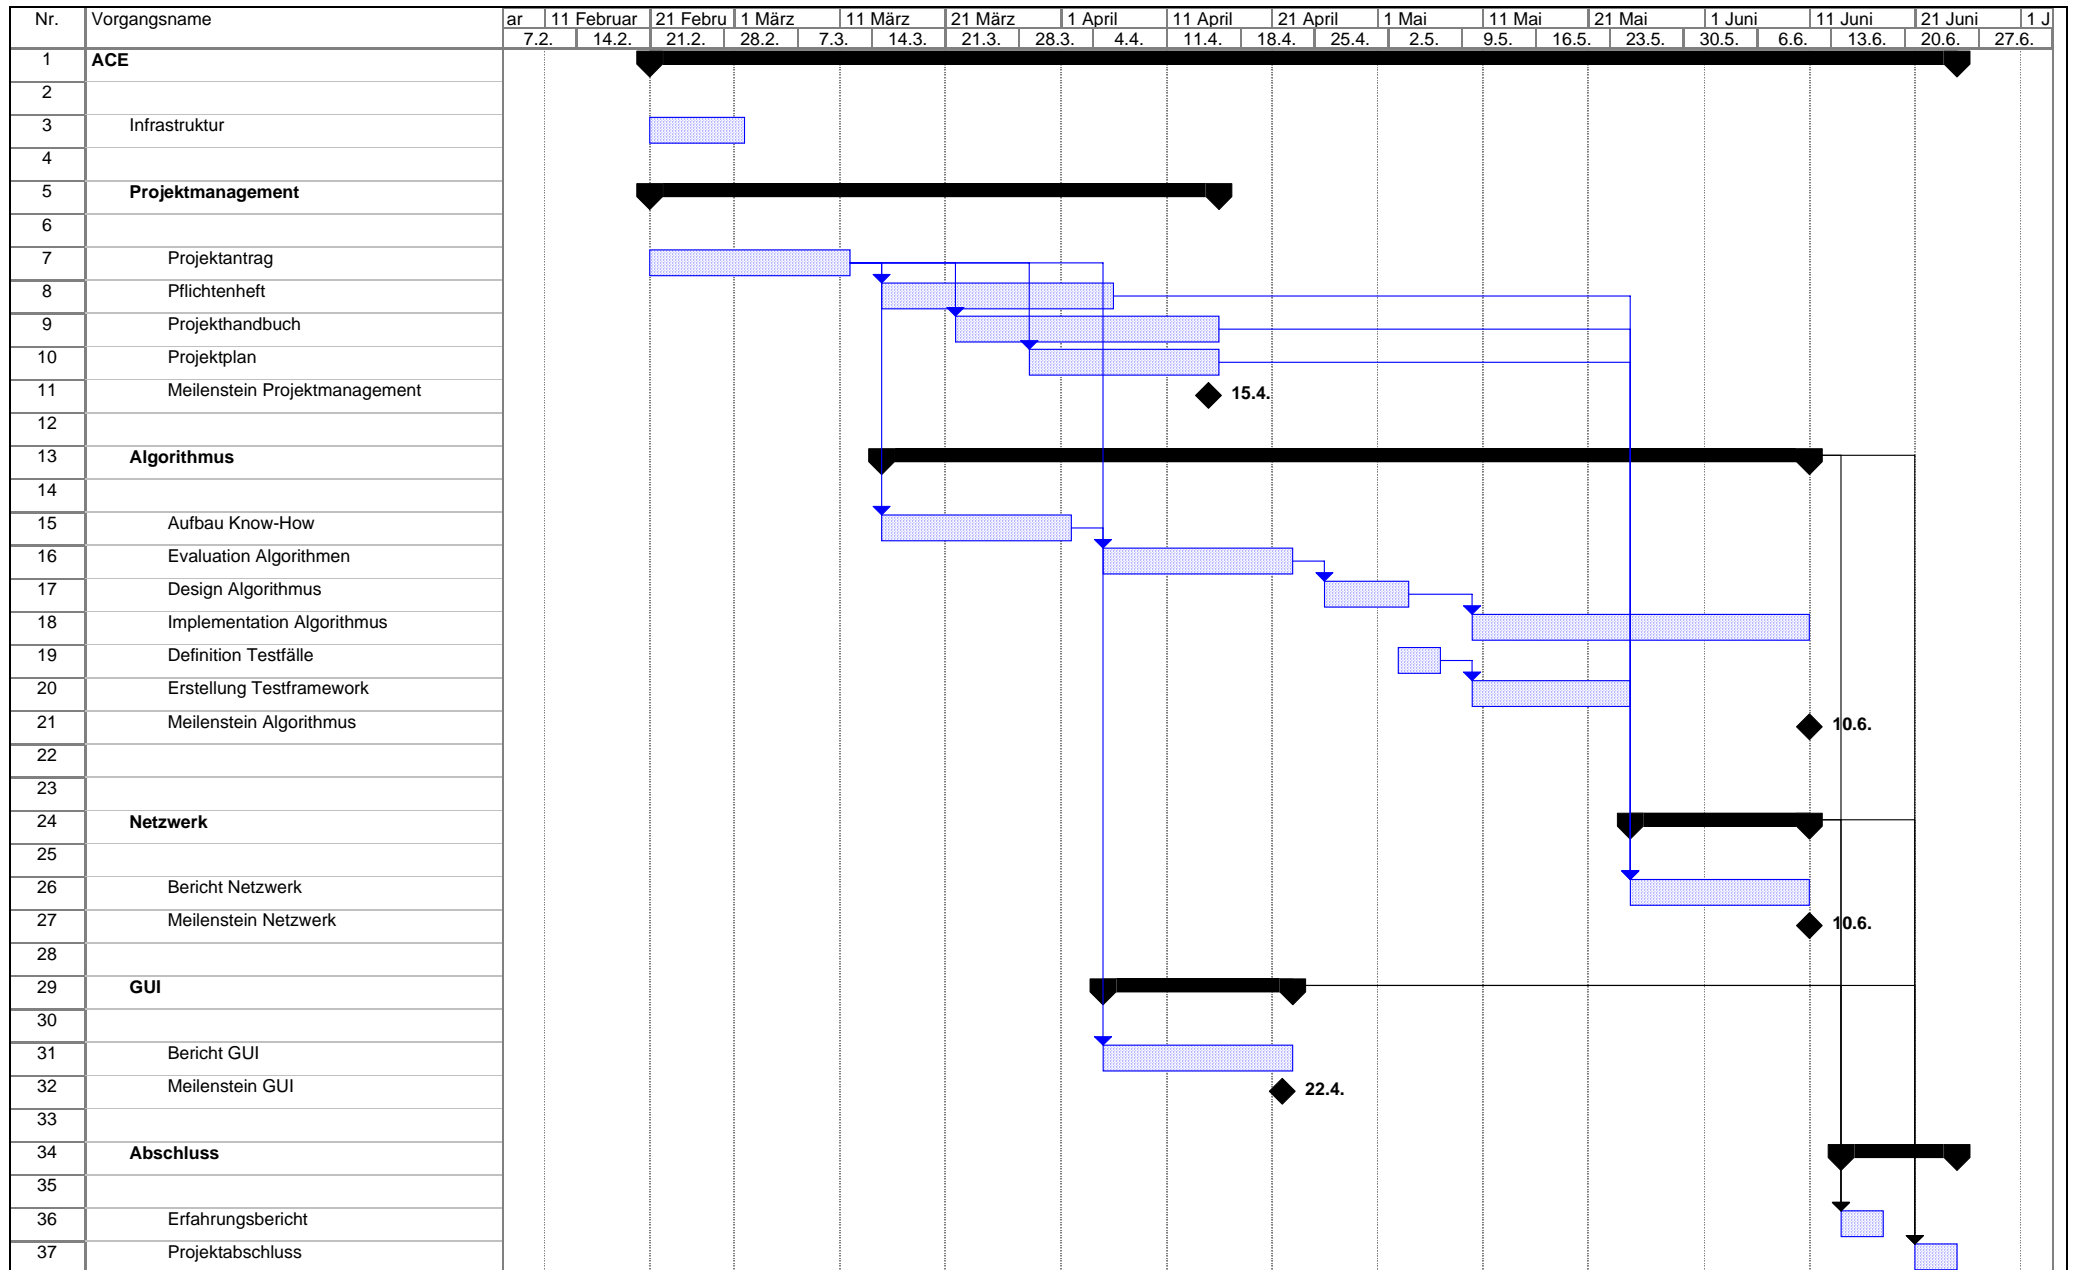 Nr. Vorgangsname ar 11 Februar 21 Febru 1 März 11 März 21 März 1 April 11 April 21 April 1 Mai 11 Mai 21 Mai 1 Juni 11 Juni 21 Juni 1 J
7.2. 14.2. 21.2. 28.2. 7.3. 14.3. 21.3. 28.3. 4.4. 11.4. 18.4. 25.4. 2.5. 9.5. 16.5. 23.5. 30.5. 6.6. 13.6. 20.6. 27.6.
1 ACE
2
3 Infrastruktur
4
5 Projektmanagement
6
7 Projektantrag
8 Pflichtenheft
9 Projekthandbuch
10 Projektplan
11 Meilenstein Projektmanagement 15.4.
12
13 Algorithmus
14
15 Aufbau Know-How
16 Evaluation Algorithmen
17 Design Algorithmus
18 Implementation Algorithmus
19 Definition Testfälle
20 Erstellung Testframework
21 Meilenstein Algorithmus 10.6.
22
23
24 Netzwerk
25
26 Bericht Netzwerk
27 Meilenstein Netzwerk 10.6.
28
29 GUI
30
31 Bericht GUI
32 Meilenstein GUI 22.4.
33
34 Abschluss
35
36 Erfahrungsbericht
37 Projektabschluss